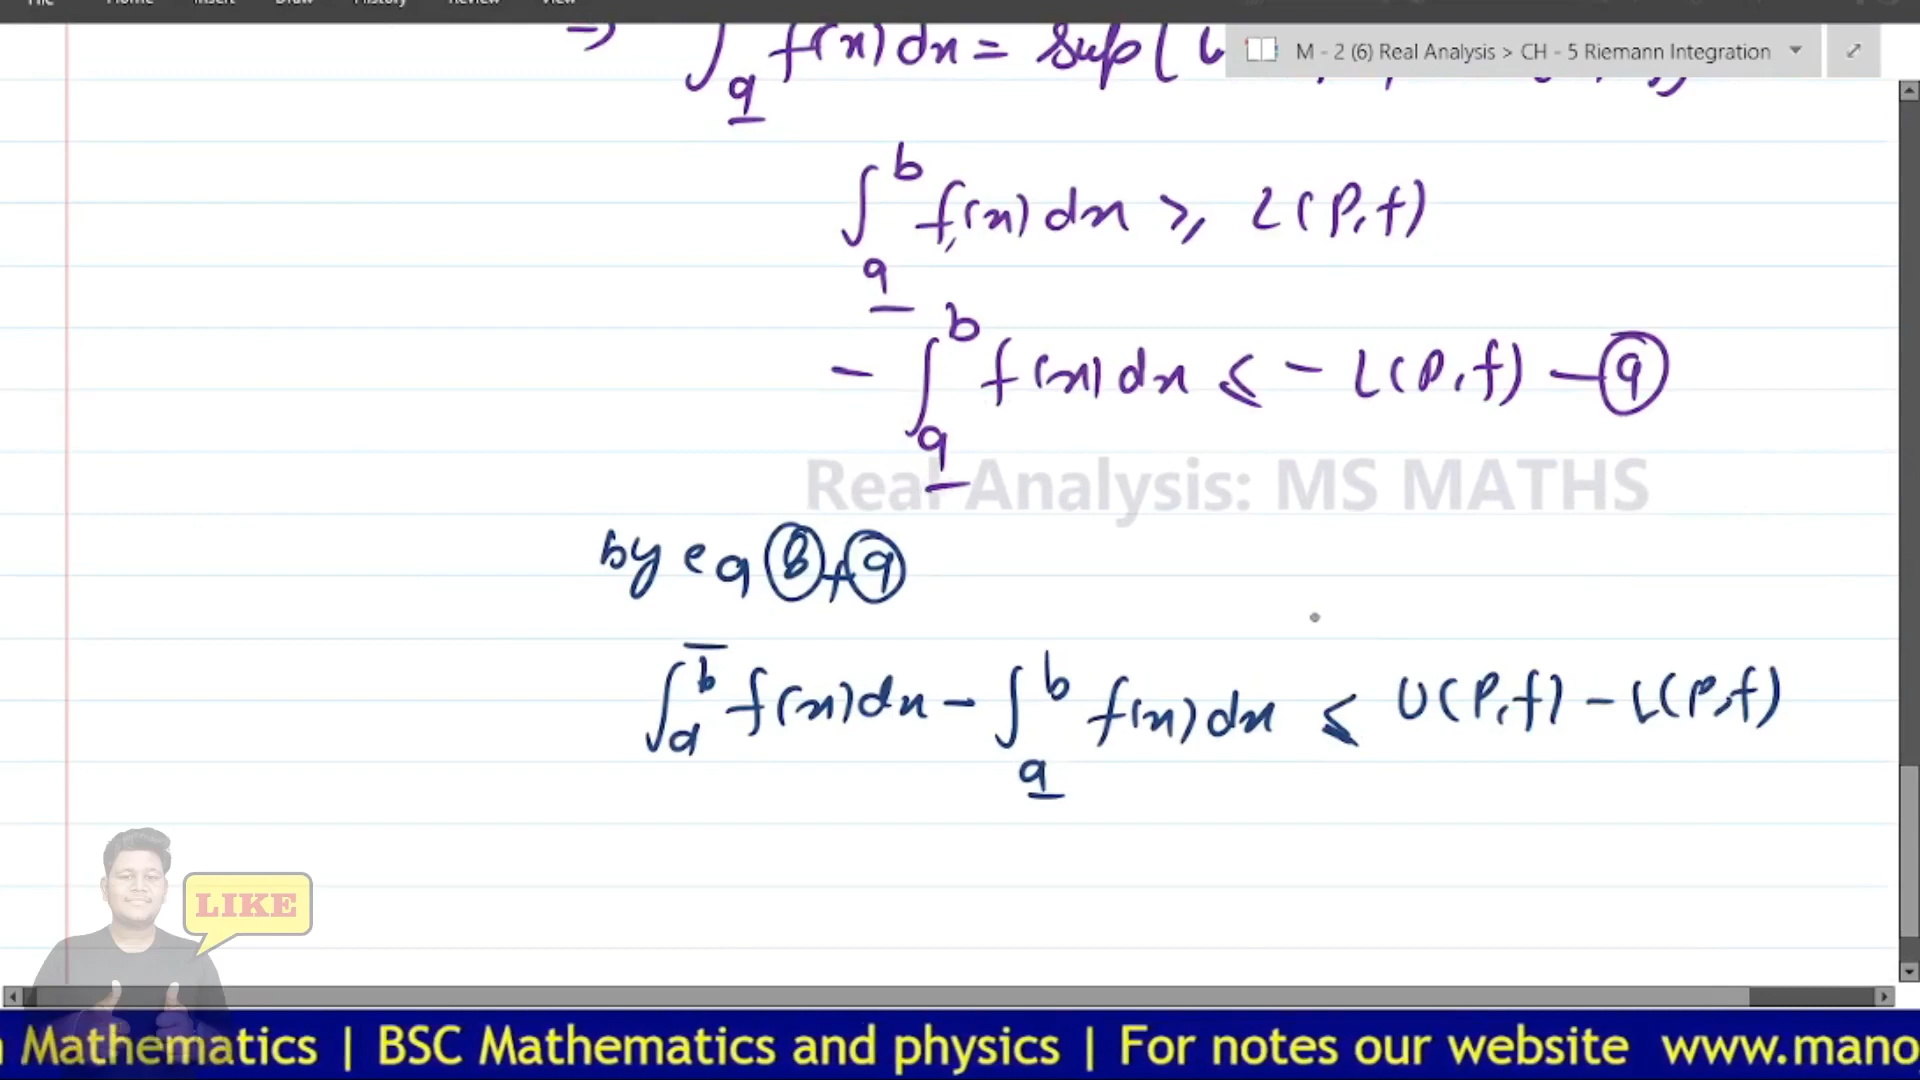 M - 2 (6) Real Analysis > CH - 5 Riemann Integration
∫_a f(x) dx = sup(
∫_a^b f(x) dx ⩾ L(P,f)
- ∫_a^b f(x) dx ⩽ - L(P,f) — ⑨
Real Analysis: MS MATHS
by eq ⑧ + ⑨
∫_a^b̅ f(x) dx - ∫_a^b f(x) dx ⩽ U(P,f) - L(P,f)
LIKE
Mathematics | BSC Mathematics and physics | For notes our website www.mano